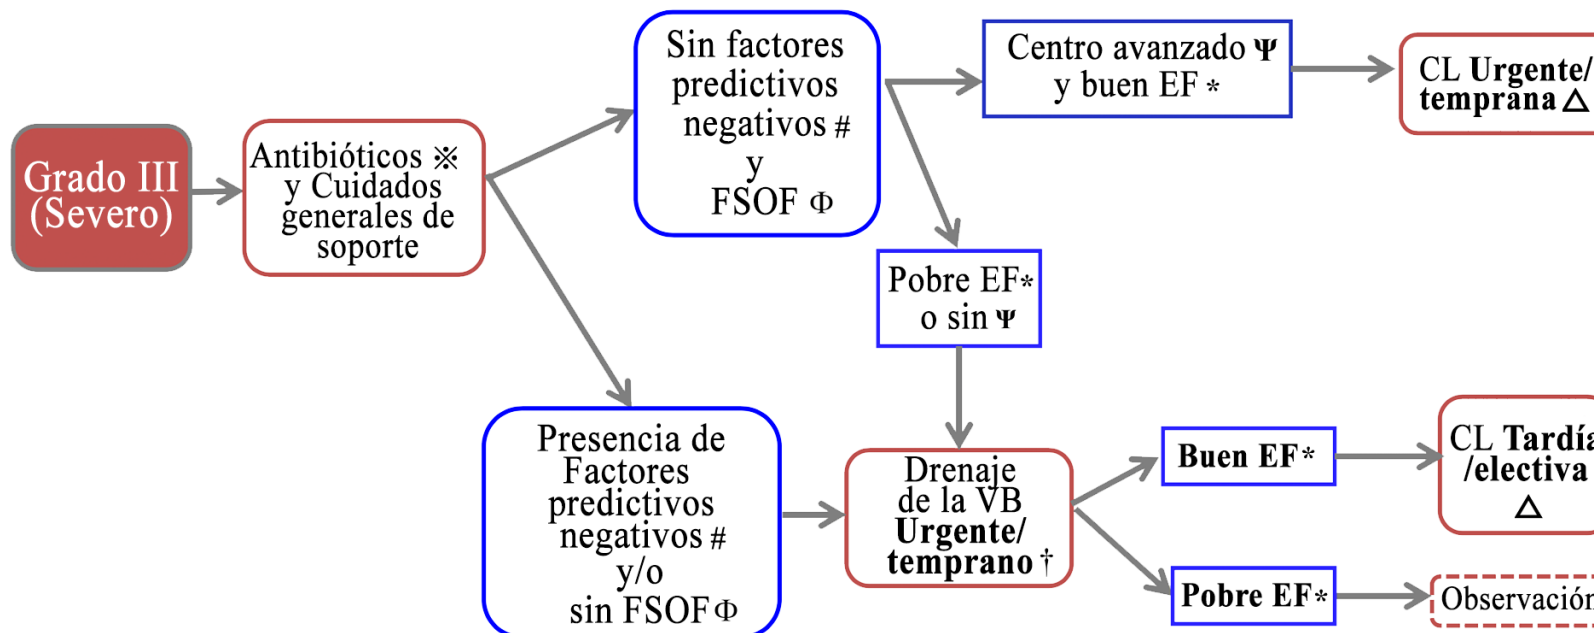 Grado III
(Severo)
Antibióticos ※
y Cuidados
generales de
soporte
Sin factores
predictivos
negativos #
y
FSOF Φ
Centro avanzado Ψ
y buen EF *
CL Urgente/
temprana △
Pobre EF*
o sin Ψ
Presencia de
Factores
predictivos
negativos #
y/o
sin FSOF Φ
Drenaje
de la VB
Urgente/
temprano †
Buen EF*
CL Tardía
/electiva
△
Pobre EF*
Observación